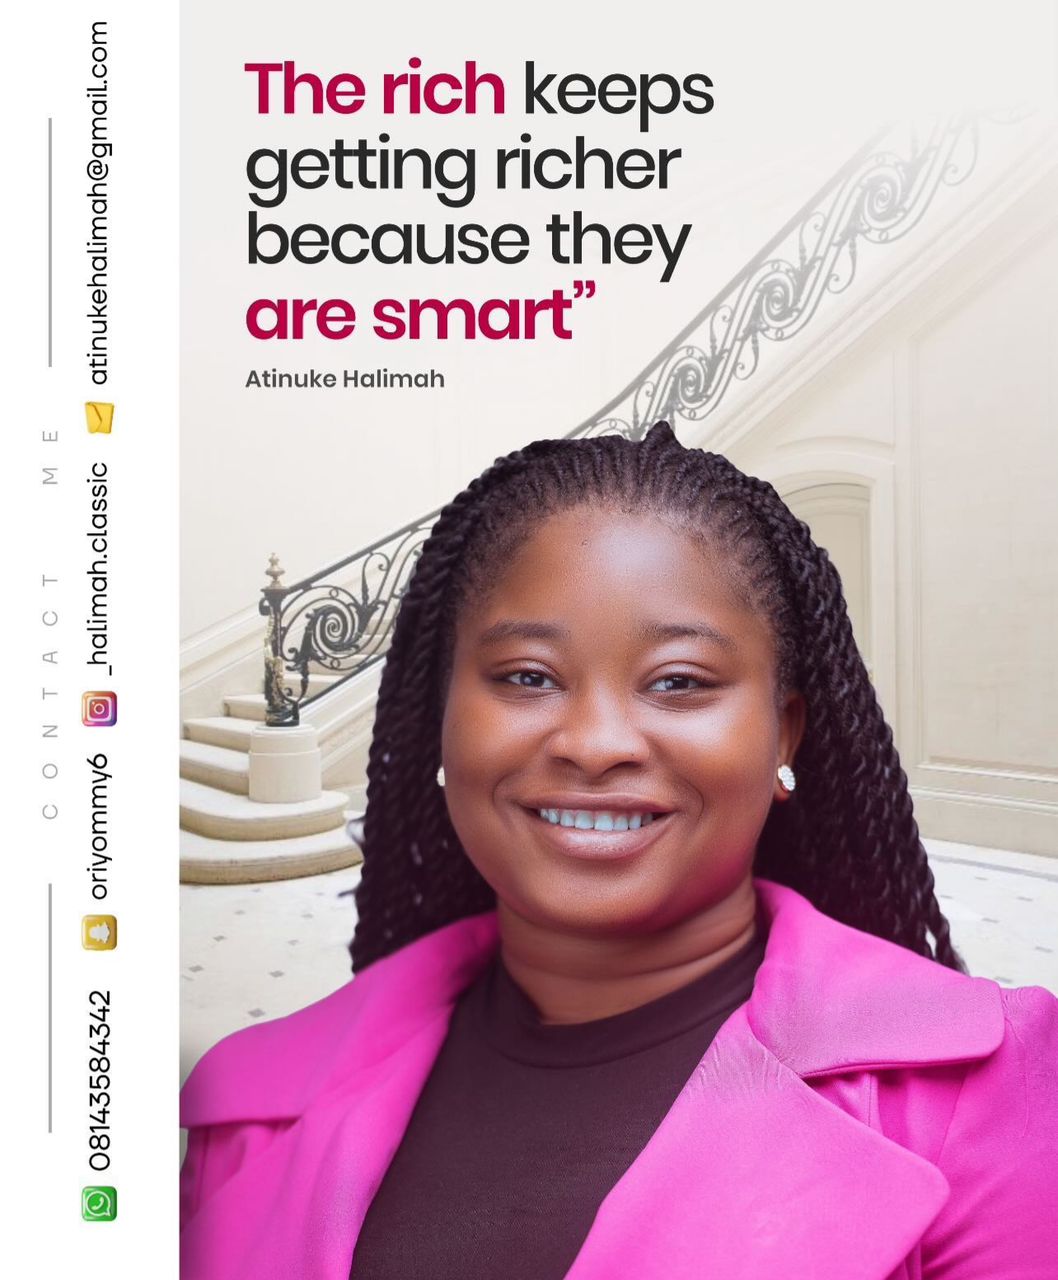 The rich keeps
getting richer
because they
are smart”
Atinuke Halimah
CONTACT ME
08143584342
oriyommy6
_halimah.classic
atinukehalimah@gmail.com